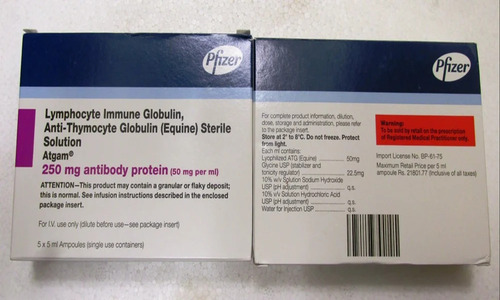 Pfizer
Lymphocyte Immune Globulin,
Anti-Thymocyte Globulin (Equine) Sterile
Solution
Atgam®
250 mg antibody protein (50 mg per ml)
ATTENTION—This product may contain a granular or flaky deposit;
this is normal. See infusion instructions described in the enclosed
package insert.
For I.V. use only (dilute before use—see package insert)
5 x 5 ml Ampoules (single use containers)
Pfizer
For complete product information, dilution,
dose, storage and administration, please refer
to the package insert.
Store at 2° to 8°C. Do not freeze. Protect
from light.
Each ml contains:
Lyophilized ATG (Equine) 50mg
Glycine USP (stabilizer and
tonicity regulator) 22.5mg
10% w/v Solution Sodium Hydroxide
USP (pH adjustment) q.s.
10% v/v Solution Hydrochloric Acid
USP (pH adjustment) q.s.
Water for Injection USP q.s.
Warning:
To be sold by retail on the prescription
of Registered Medical Practitioner only.
Import License No. BP-61-75
Maximum Retail Price per 5 ml
ampoule Rs. 21801.77 (Inclusive of all taxes)